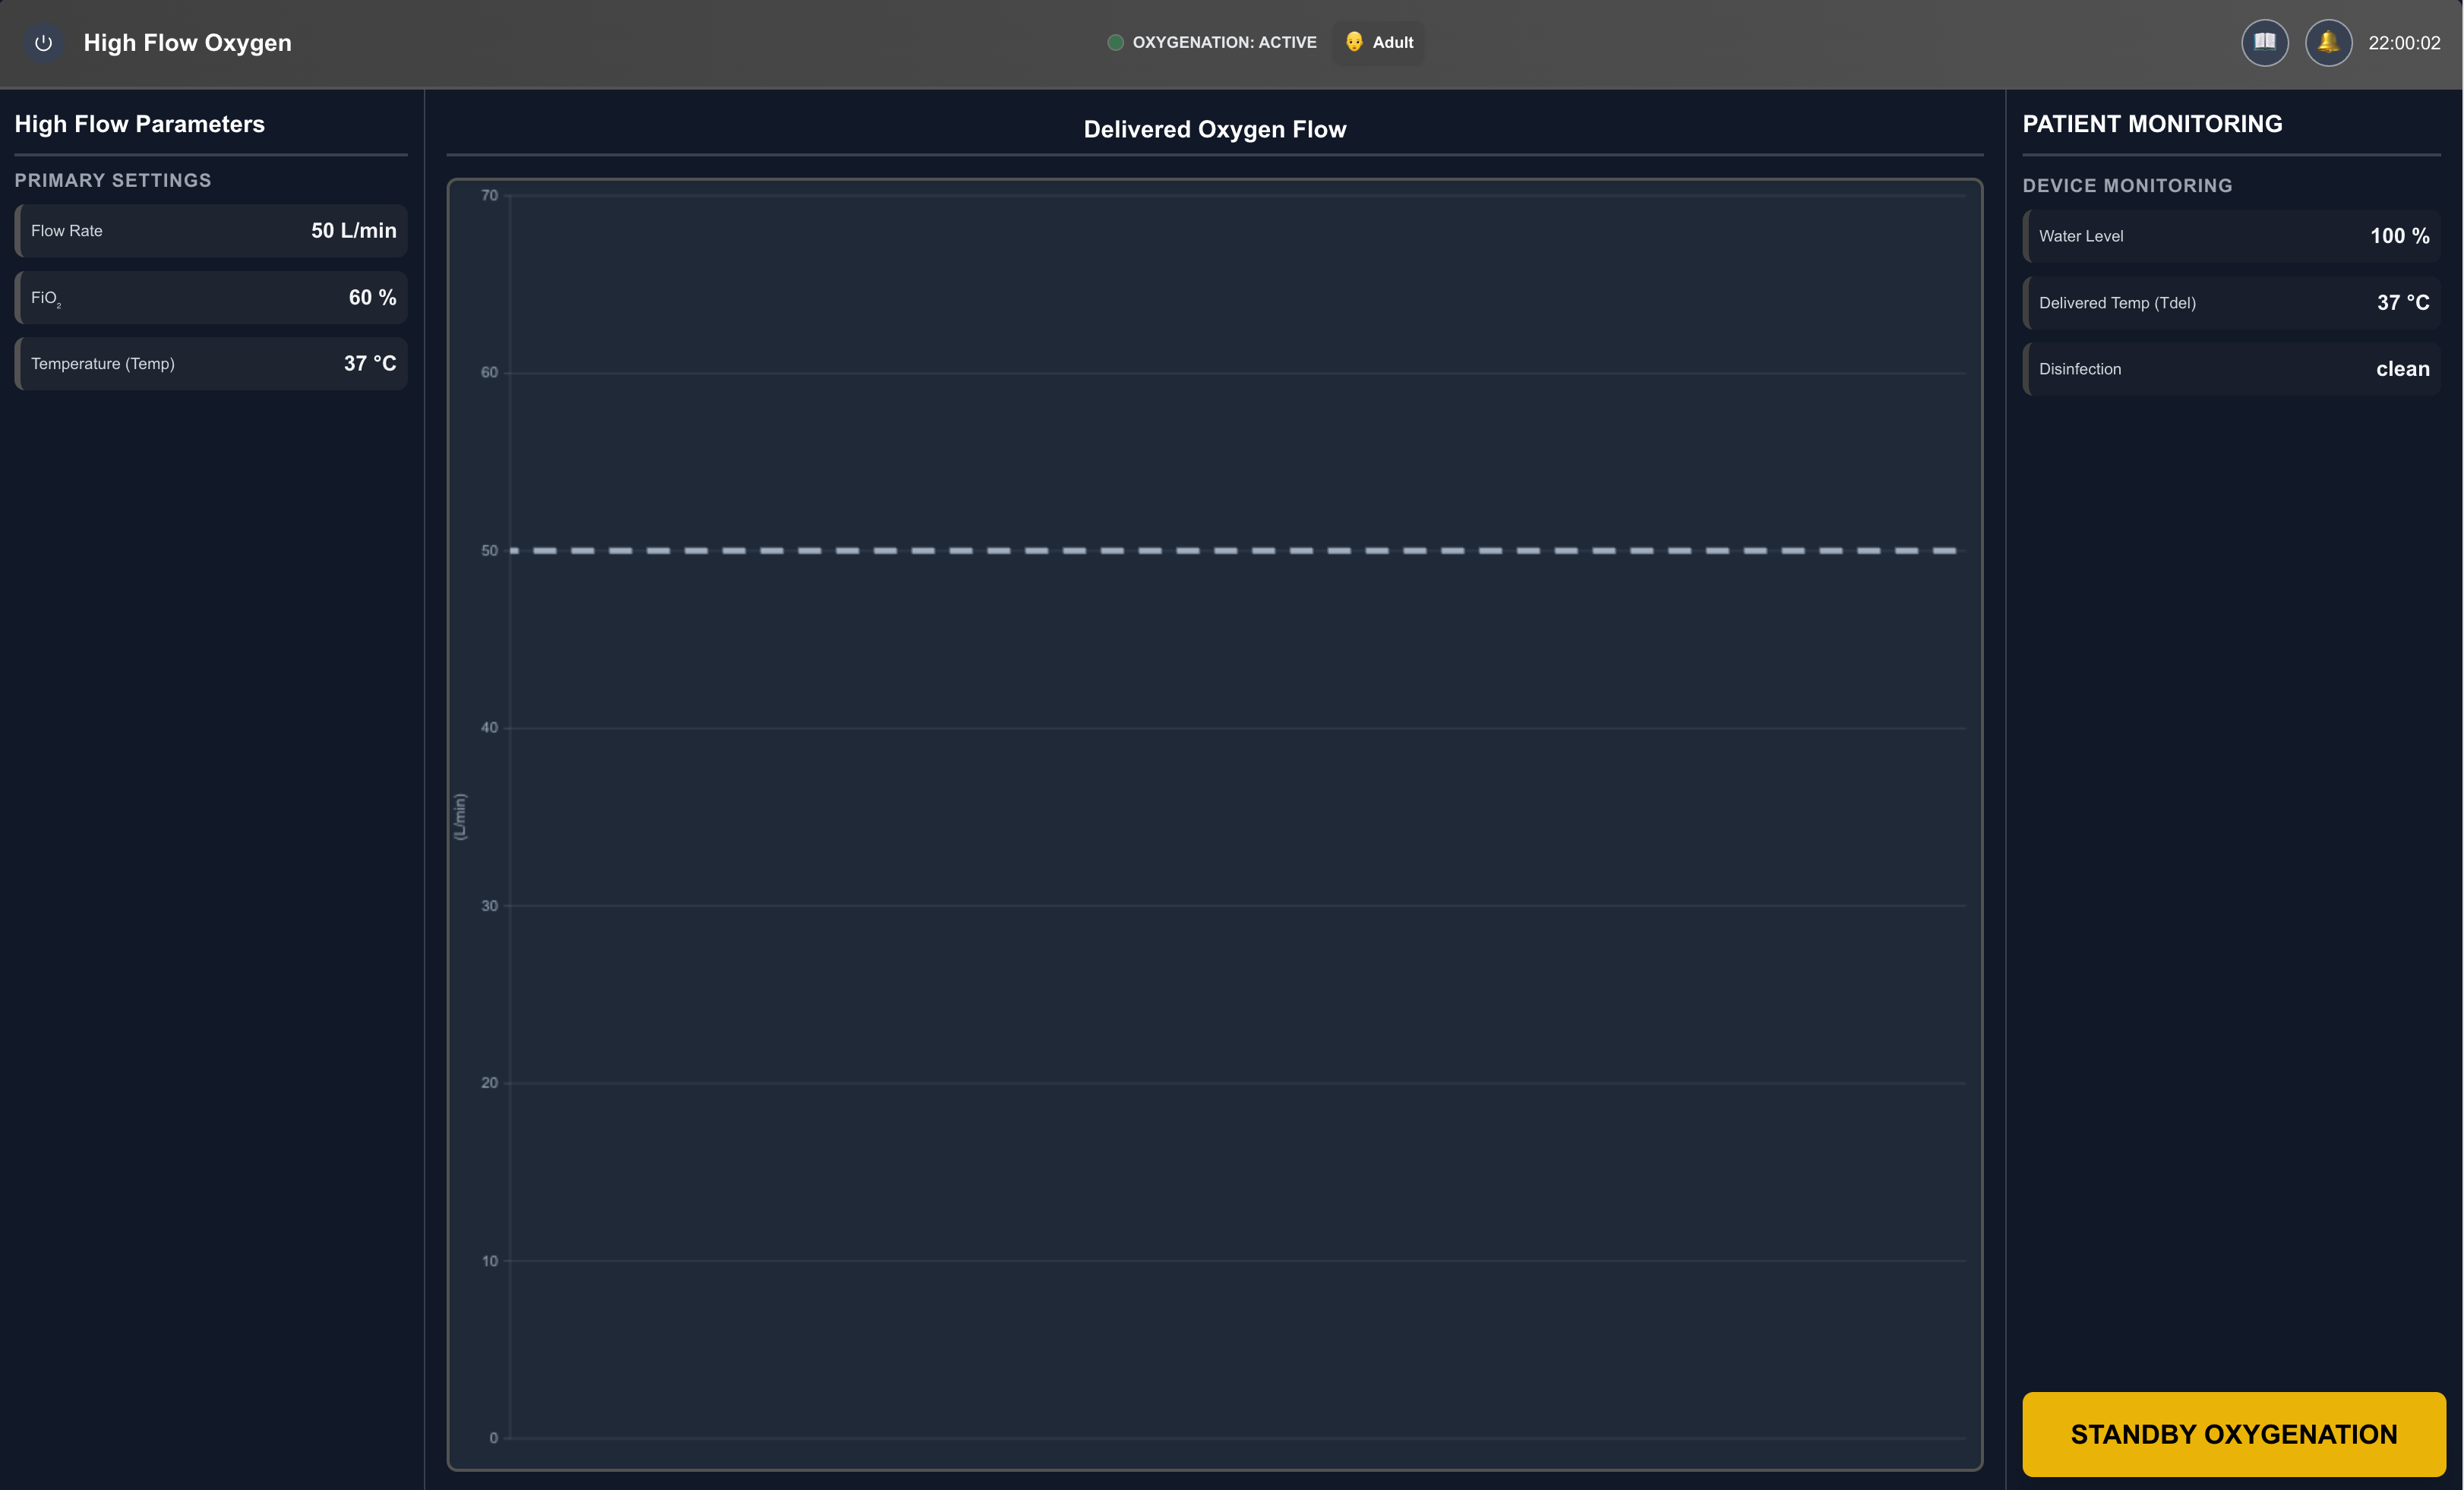 High Flow Oxygen
OXYGENATION: ACTIVE
Adult
22:00:02
High Flow Parameters
PRIMARY SETTINGS
Flow Rate 50 L/min
FiO₂ 60 %
Temperature (Temp) 37 °C
Delivered Oxygen Flow
70
60
50
40
(L/min)
30
20
10
0
PATIENT MONITORING
DEVICE MONITORING
Water Level 100 %
Delivered Temp (Tdel) 37 °C
Disinfection clean
STANDBY OXYGENATION